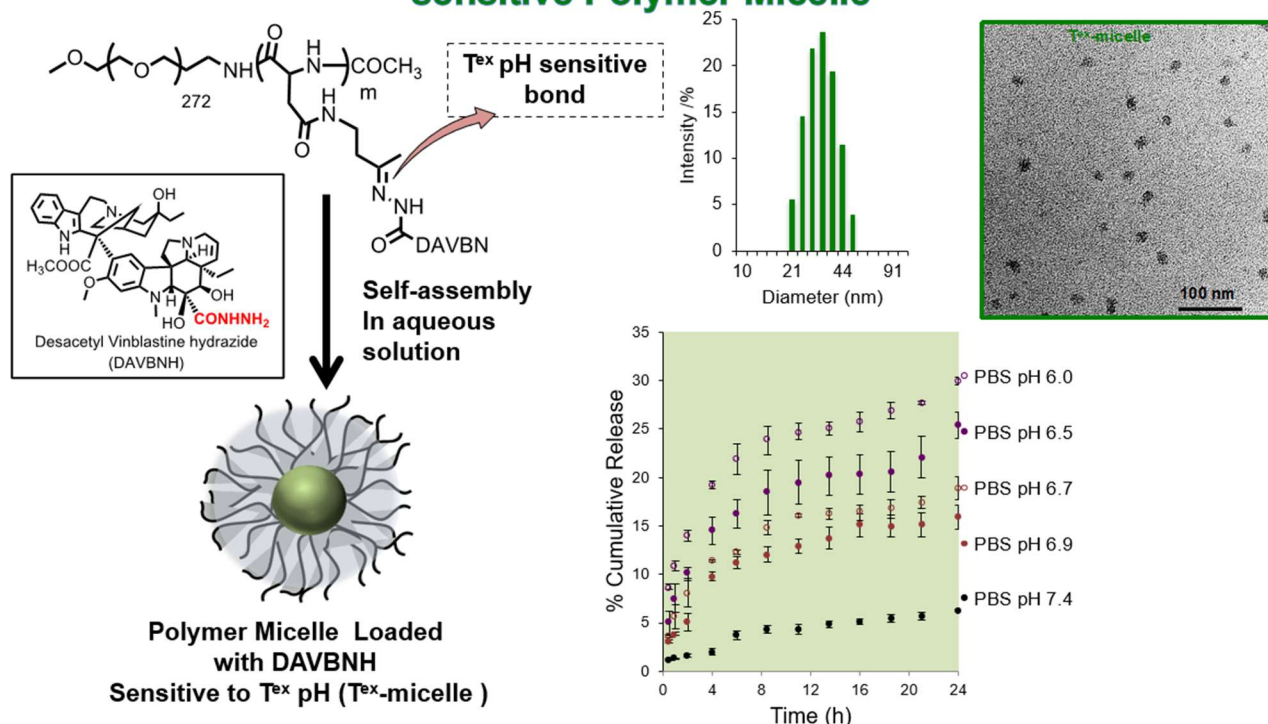 sensitive Polymer Micelle
O
O
272
NH
O
H
N
COCH₃
m
O
H
N
N
NH
O
DAVBN
Tᵉˣ pH sensitive
bond
OH
N
N
H
H₃CO​OC
O
N
H
N
H
OH
HO
CONHNH₂
Desacetyl Vinblastine hydrazide
(DAVBNH)
Self-assembly
In aqueous
solution
Polymer Micelle Loaded
with DAVBNH
Sensitive to Tᵉˣ pH (Tᵉˣ-micelle )
Intensity /%
25
20
15
10
5
0
10 21 44 91
Diameter (nm)
Tᵉˣ-micelle
100 nm
% Cumulative Release
35
30
25
20
15
10
5
0
0 4 8 12 16 20 24
Time (h)
PBS pH 6.0
PBS pH 6.5
PBS pH 6.7
PBS pH 6.9
PBS pH 7.4